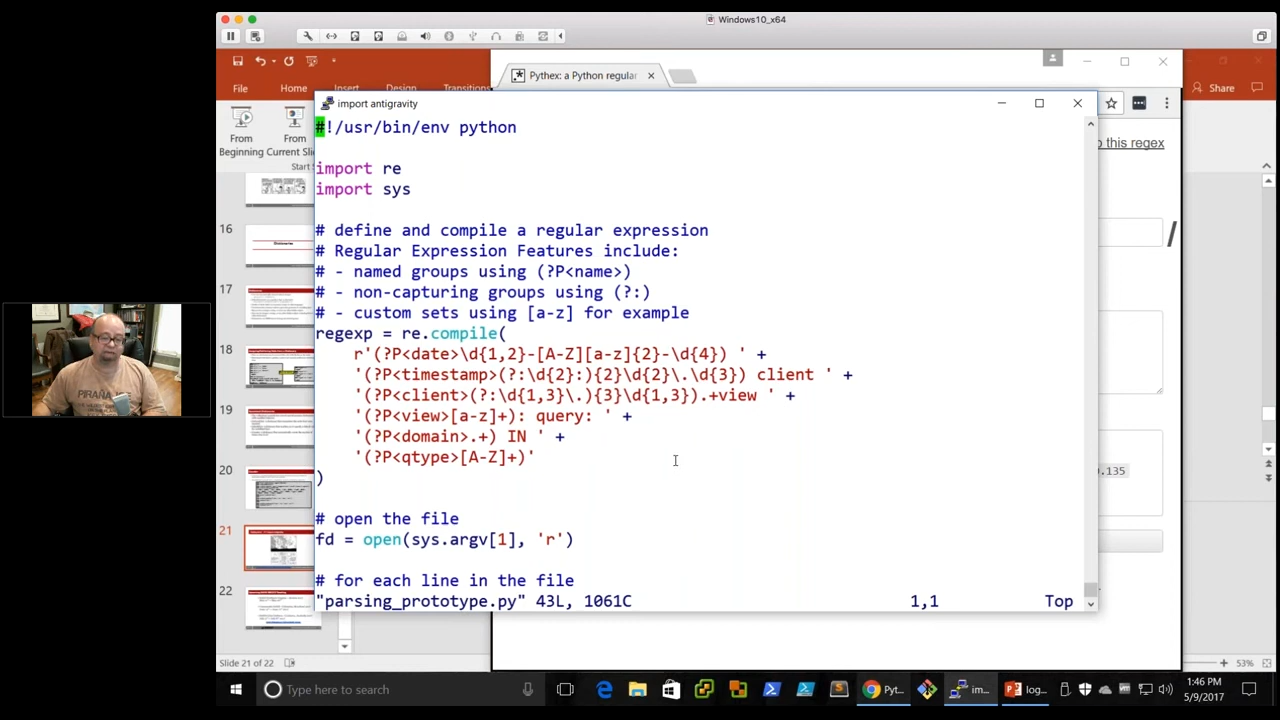 Windows10_x64
Pythex: a Python regular
File
Home
Insert
Design
Transitions
Share
import antigravity
From
Beginning
From
Current Sli
Start
p this regex
/
#!/usr/bin/env python
import re
import sys
# define and compile a regular expression
# Regular Expression Features include:
# - named groups using (?P<name>)
# - non-capturing groups using (?:)
# - custom sets using [a-z] for example
regexp = re.compile(
r'(?P<date>\d{1,2}-[A-Z][a-z]{2}-\d{4}) ' +
'(?P<timestamp>(?:\d{2}:){2}\d{2}\.\d{3}) client ' +
'(?P<client>(?:\d{1,3}\.){3}\d{1,3}).+view ' +
'(?P<view>[a-z]+): query: ' +
'(?P<domain>.+) IN ' +
'(?P<qtype>[A-Z]+)'
)
# open the file
fd = open(sys.argv[1], 'r')
# for each line in the file
"parsing_prototype.py" 43L, 1061C 1,1 Top
16
17
18
19
20
21
22
.135
PIRAÑA
Slide 21 of 22
53%
Type here to search
Pyt...
im...
log...
1:46 PM
5/9/2017